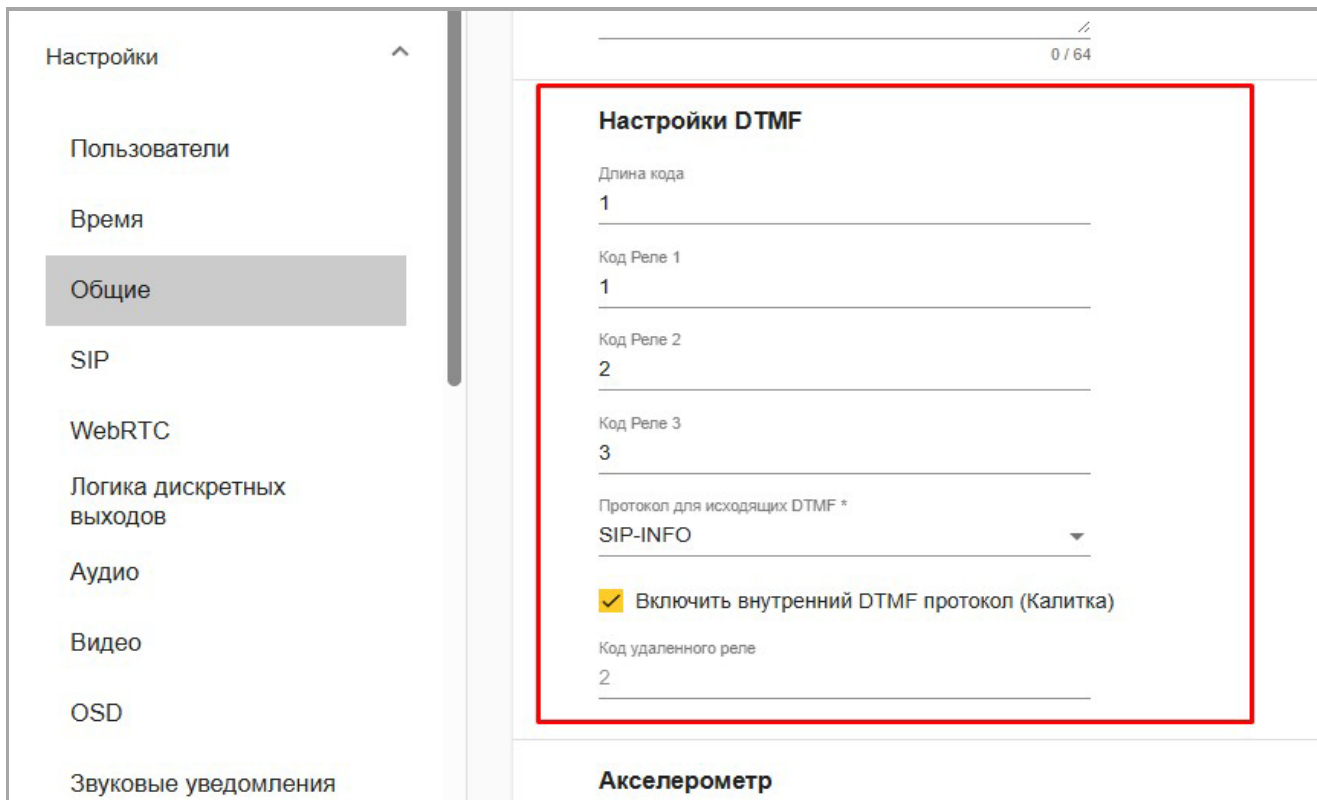 Настройки
Пользователи
Время
Общие
SIP
WebRTC
Логика дискретных
выходов
Аудио
Видео
OSD
Звуковые уведомления
0 / 64
Настройки DTMF
Длина кода
1
Код Реле 1
1
Код Реле 2
2
Код Реле 3
3
Протокол для исходящих DTMF *
SIP-INFO
Включить внутренний DTMF протокол (Калитка)
Код удаленного реле
2
Акселерометр